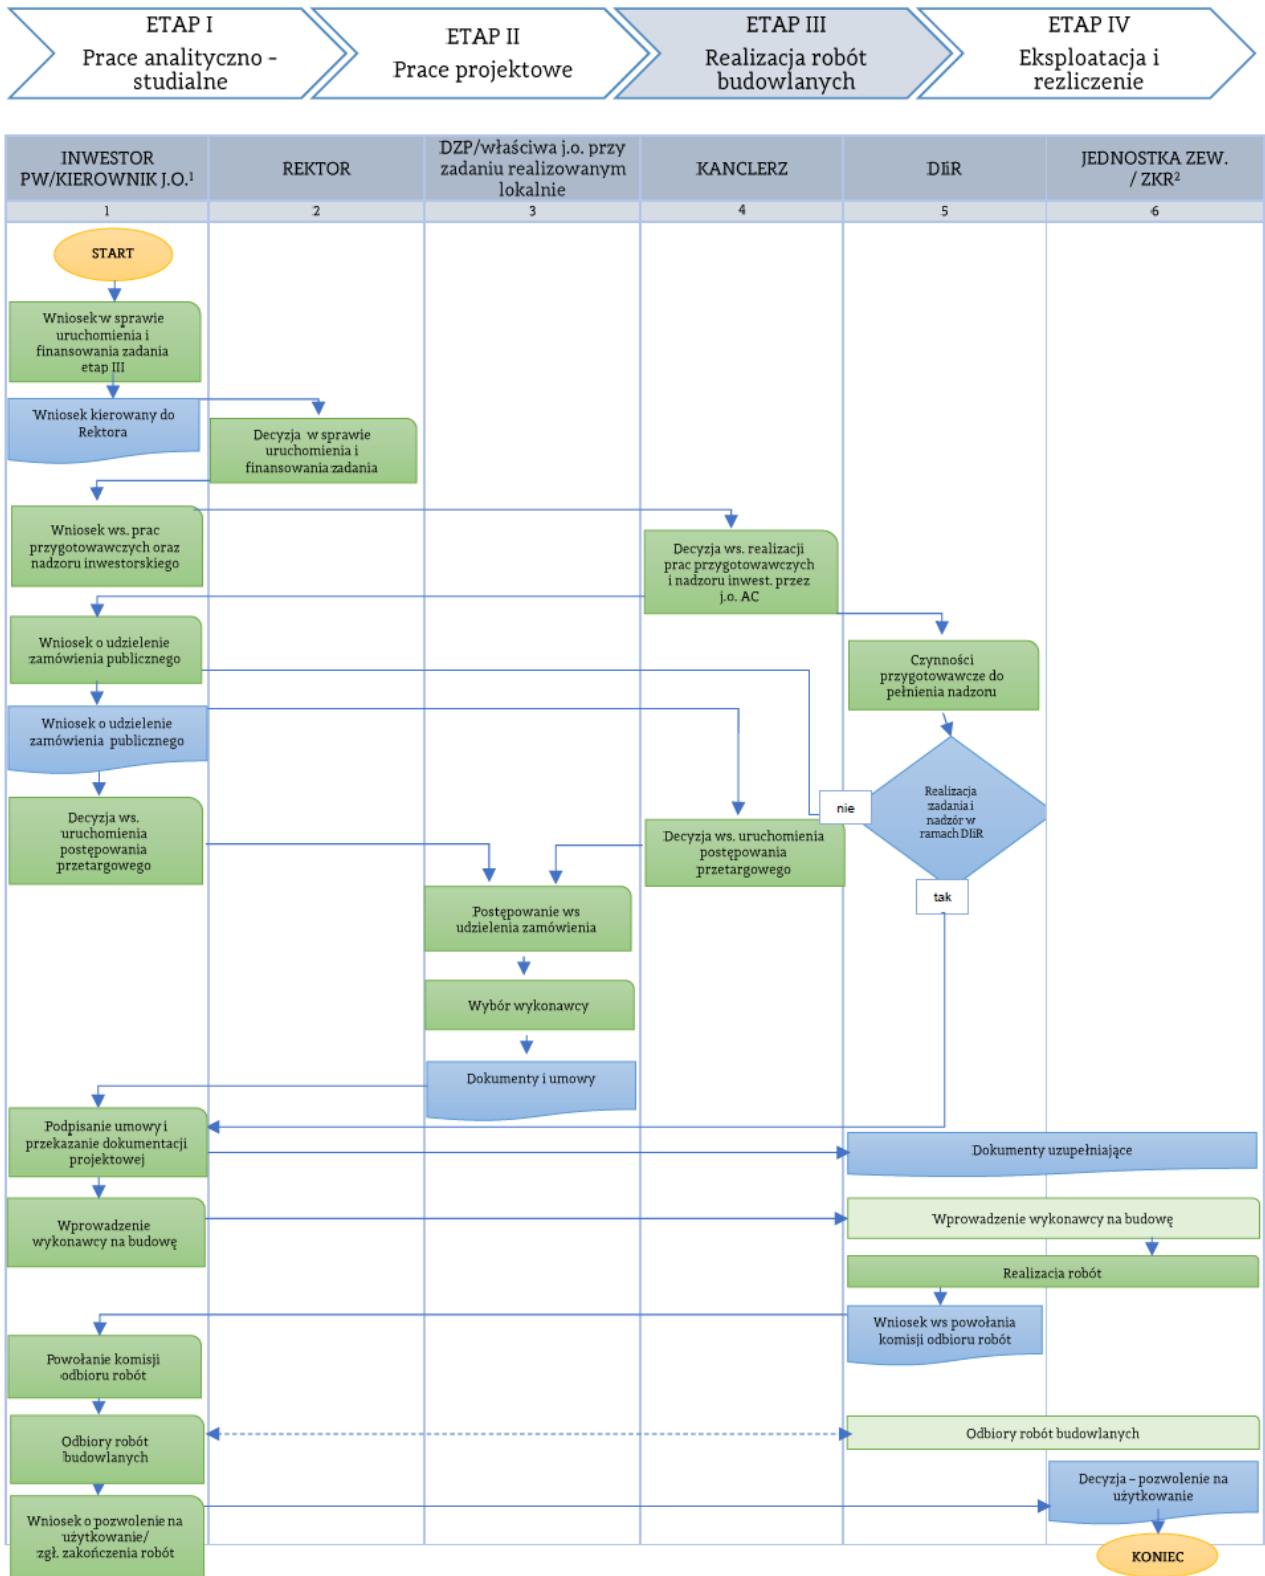 ETAP I
Prace analityczno -
studialne
ETAP II
Prace projektowe
ETAP III
Realizacja robót
budowlanych
ETAP IV
Eksploatacja i
rezliczenie
INWESTOR
PW/KIEROWNIK J.O.¹
REKTOR
DZP/właściwa j.o. przy
zadaniu realizowanym
lokalnie
KANCLERZ
DIiR
JEDNOSTKA ZEW.
/ ZKR²
1
2
3
4
5
6
START
Wniosek w sprawie
uruchomienia i
finansowania zadania
etap III
Wniosek kierowany do
Rektora
Decyzja w sprawie
uruchomienia i
finansowania zadania
Wniosek ws. prac
przygotowawczych oraz
nadzoru inwestorskiego
Decyzja ws. realizacji
prac przygotowawczych
i nadzoru inwest. przez
j.o. AC
Wniosek o udzielenie
zamówienia publicznego
Czynności
przygotowawcze do
pełnienia nadzoru
Wniosek o udzielenie
zamówienia publicznego
Realizacja
zadania i
nadzór w
ramach DIiR
nie
tak
Decyzja ws.
uruchomienia
postępowania
przetargowego
Decyzja ws. uruchomienia
postępowania
przetargowego
Postępowanie ws
udzielenia zamówienia
Wybór wykonawcy
Dokumenty i umowy
Podpisanie umowy i
przekazanie dokumentacji
projektowej
Dokumenty uzupełniające
Wprowadzenie
wykonawcy na budowę
Wprowadzenie wykonawcy na budowę
Realizacja robót
Wniosek ws powołania
komisji odbioru robót
Powołanie komisji
odbioru robót
Odbiory robót
budowlanych
Odbiory robót budowlanych
Decyzja – pozwolenie na
użytkowanie
Wniosek o pozwolenie na
użytkowanie/
zgł. zakończenia robót
KONIEC